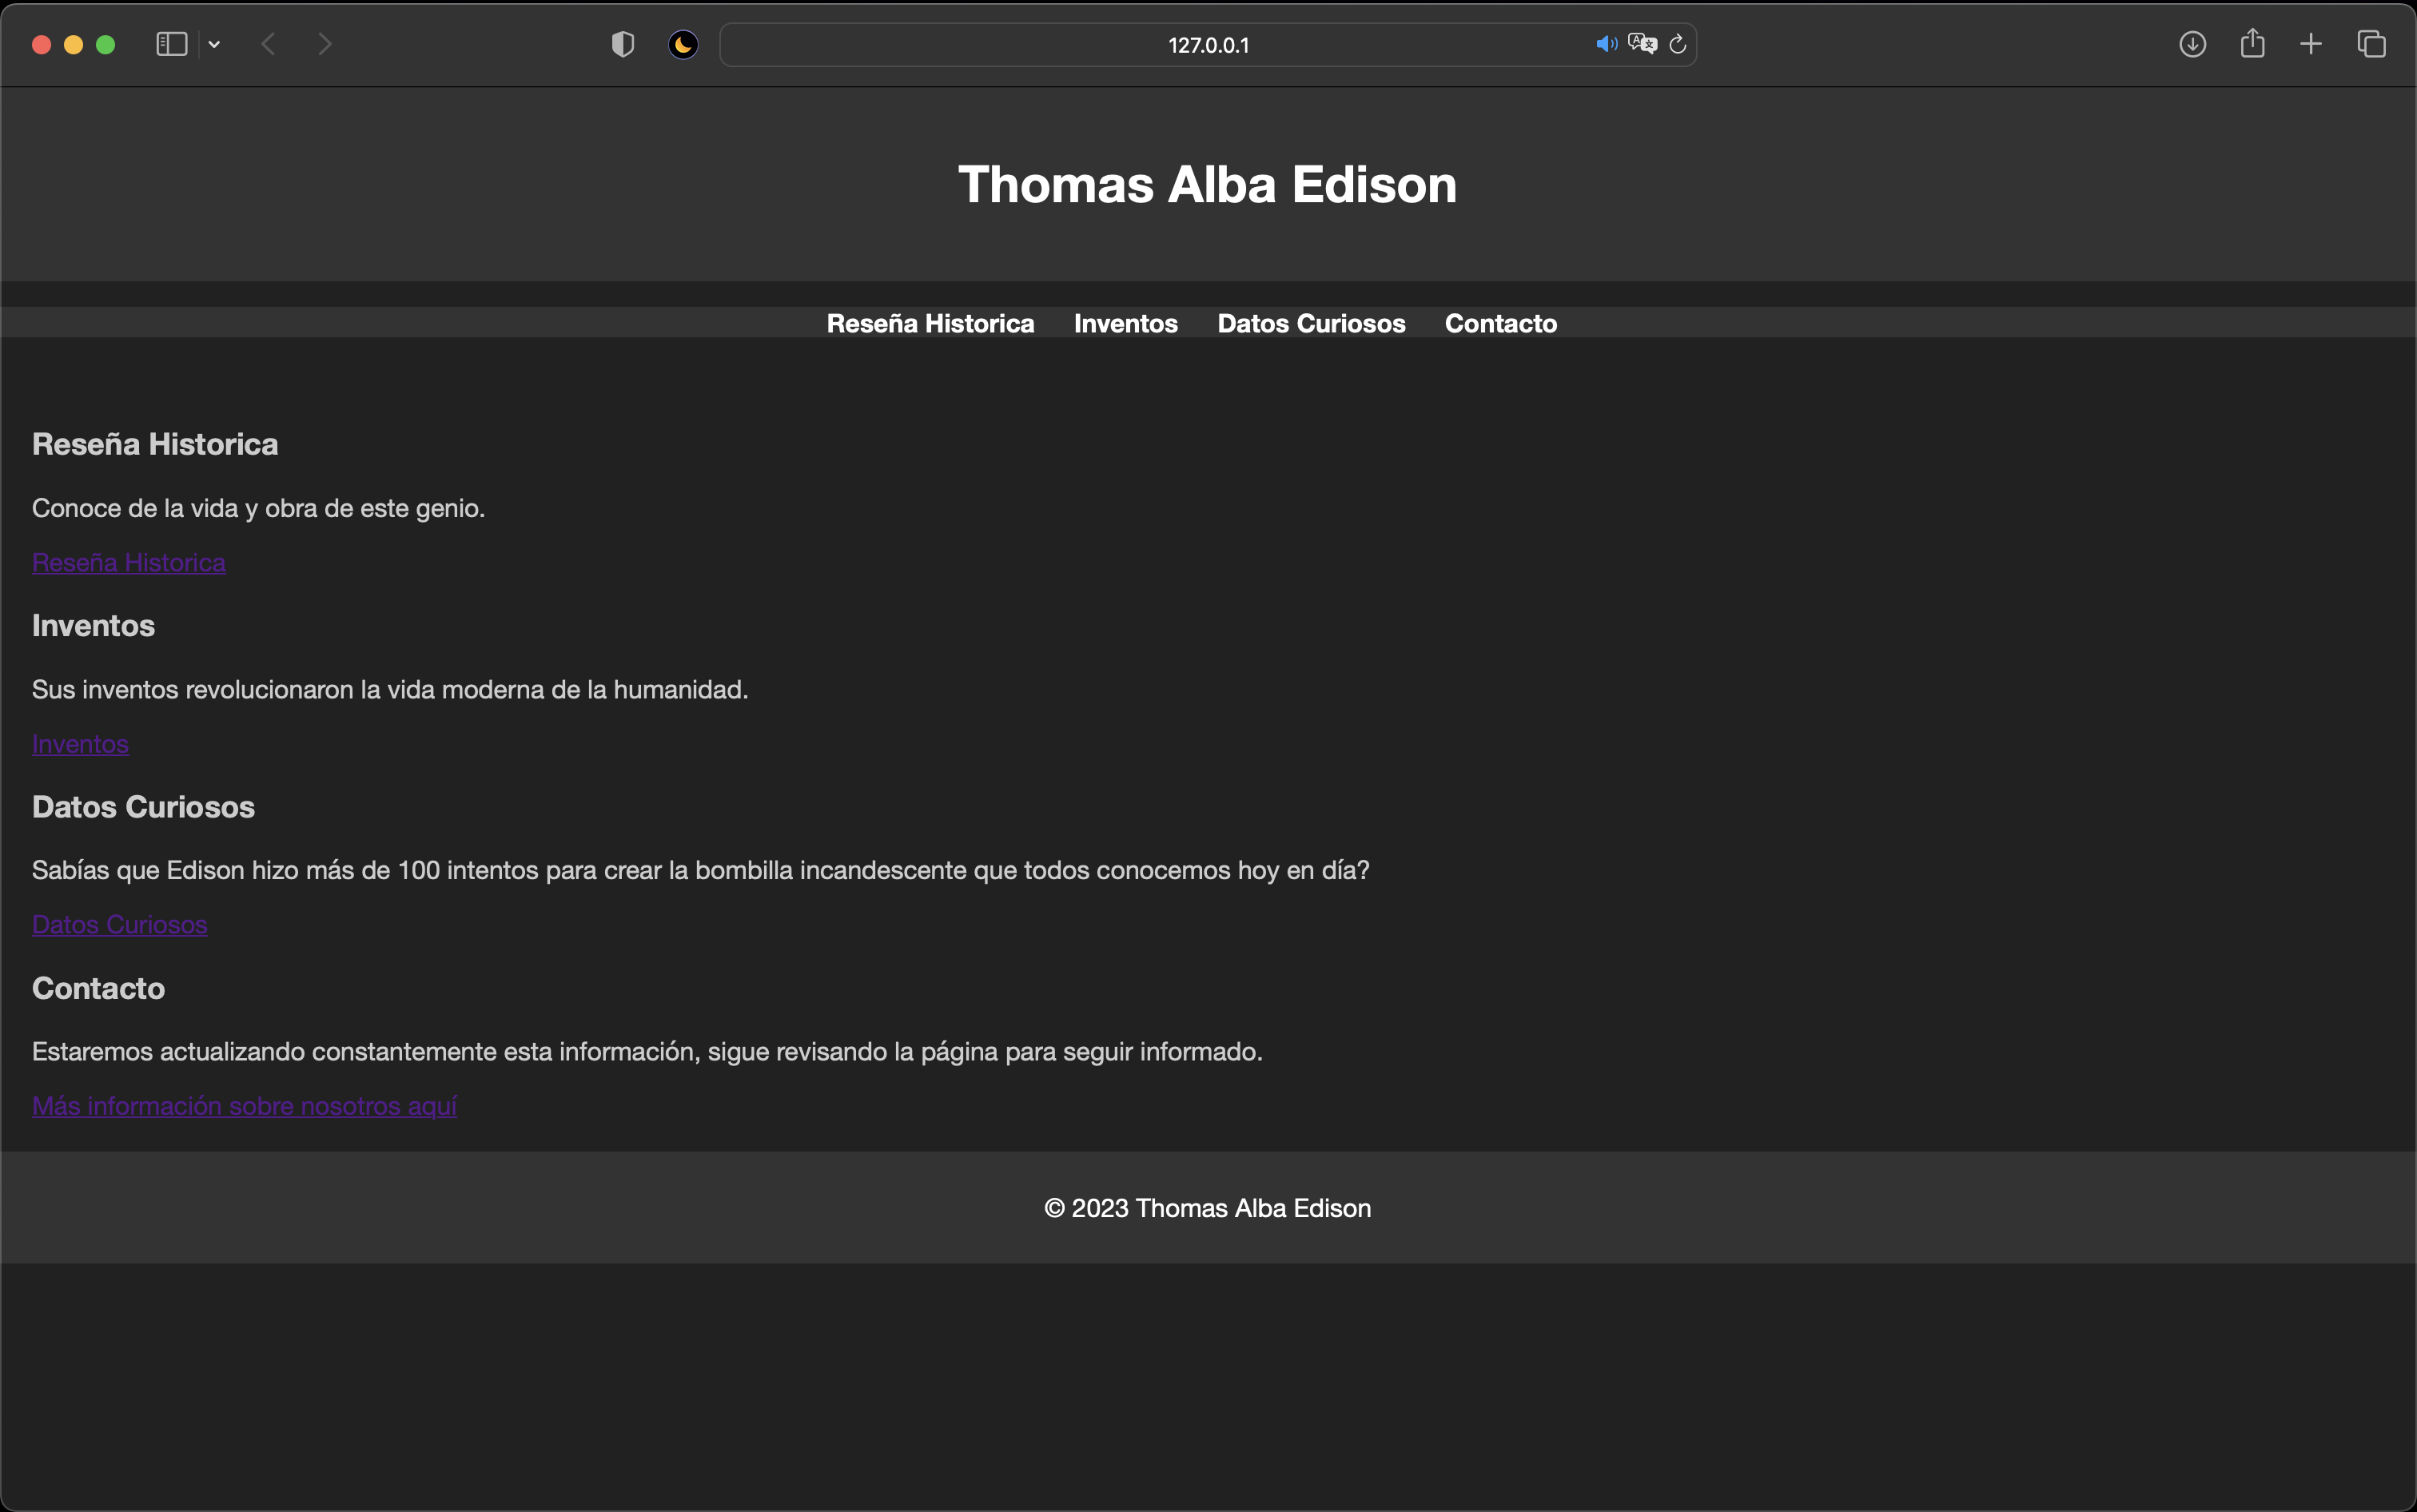 127.0.0.1
Thomas Alba Edison
Reseña Historica Inventos Datos Curiosos Contacto
Reseña Historica
Conoce de la vida y obra de este genio.
Reseña Historica
Inventos
Sus inventos revolucionaron la vida moderna de la humanidad.
Inventos
Datos Curiosos
Sabías que Edison hizo más de 100 intentos para crear la bombilla incandescente que todos conocemos hoy en día?
Datos Curiosos
Contacto
Estaremos actualizando constantemente esta información, sigue revisando la página para seguir informado.
Más información sobre nosotros aquí
© 2023 Thomas Alba Edison